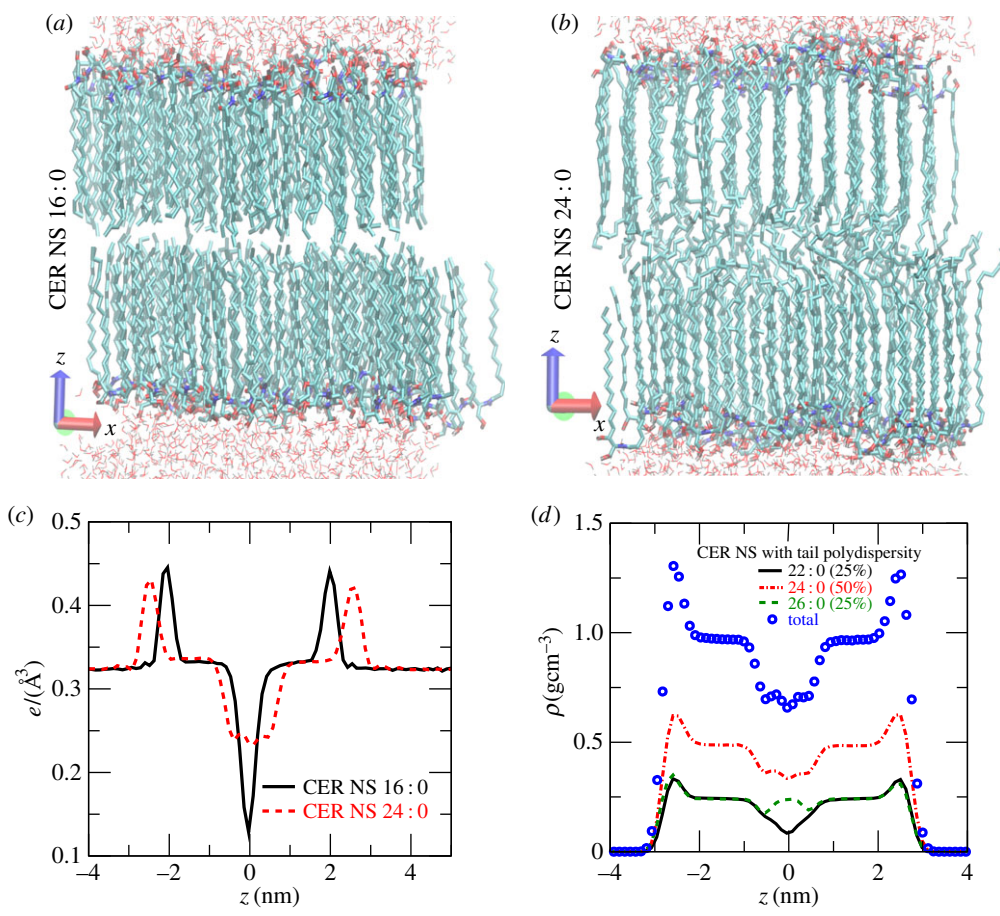 (a)
(b)
CER NS 16 : 0
CER NS 24 : 0
z
x
z
x
(c)
0.5
0.4
0.3
0.2
0.1
e/(Å³)
CER NS 16 : 0
CER NS 24 : 0
−4
−2
0
2
4
z (nm)
(d)
1.5
1.0
0.5
0
ρ (gcm⁻³)
CER NS with tail polydispersity
22 : 0 (25%)
24 : 0 (50%)
26 : 0 (25%)
total
−4
−2
0
2
4
z (nm)